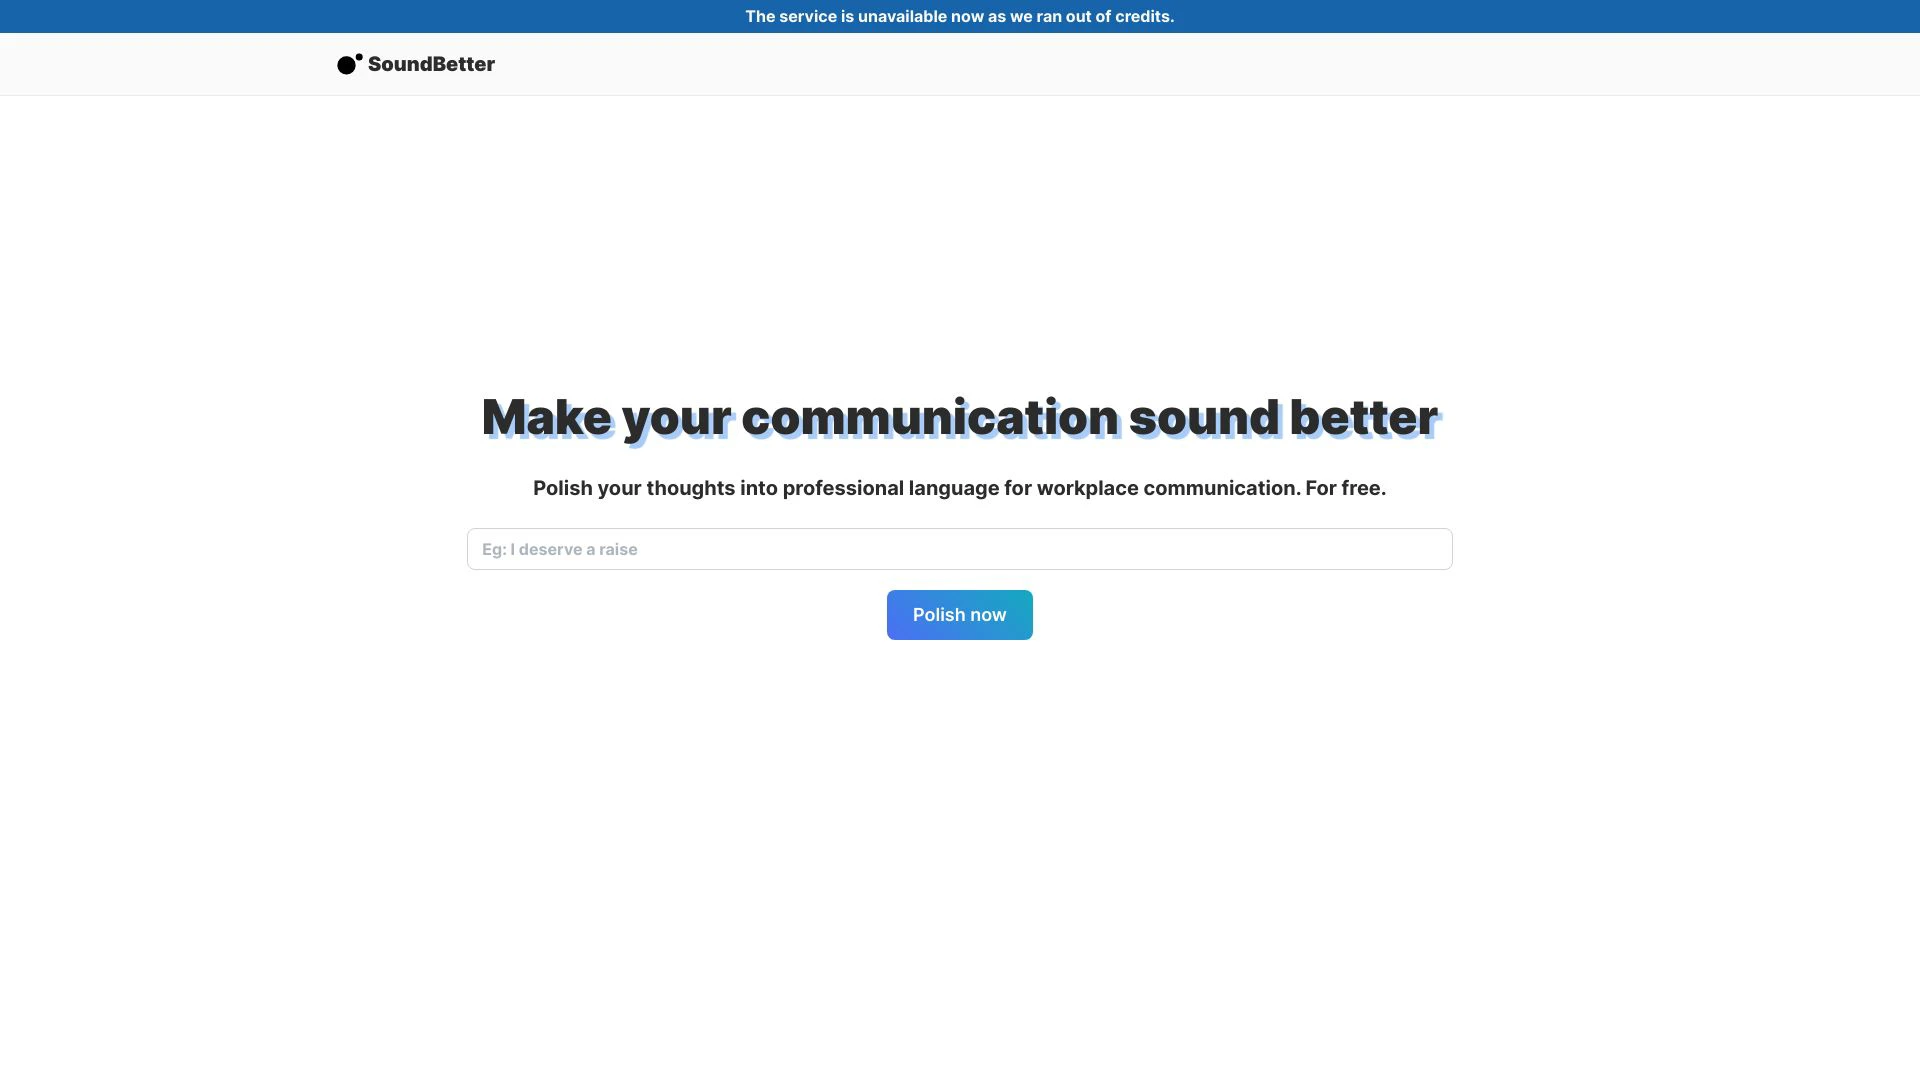 The service is unavailable now as we ran out of credits.
SoundBetter
Make your communication sound better
Polish your thoughts into professional language for workplace communication. For free.
Eg: I deserve a raise
Polish now